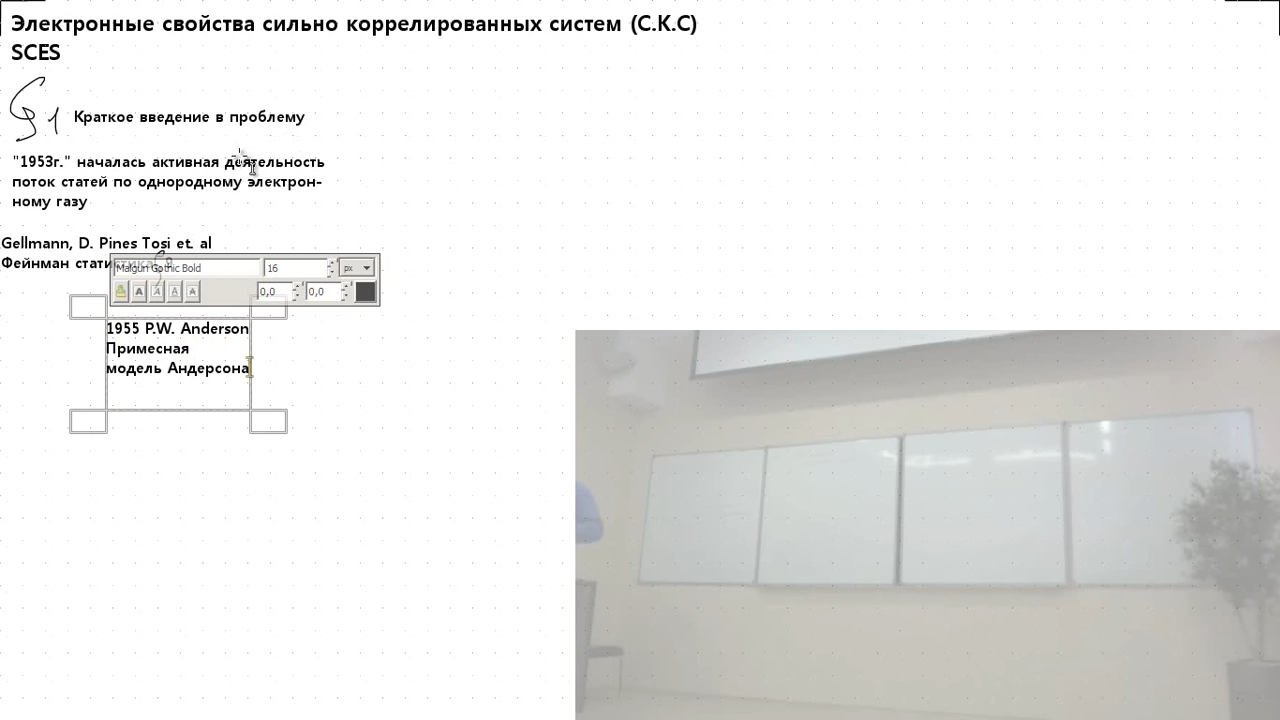 Электронные свойства сильно коррелированных систем (С.К.С)
SCES
§1 Краткое введение в проблему
"1953г." началась активная деятельность
поток статей по однородному электрон-
ному газу
Gellmann, D. Pines Tosi et. al
Фейнман статистика
Malgun Gothic Bold 16 px
A A A A 0,0 0,0
1955 P.W. Anderson
Примесная
модель Андерсона